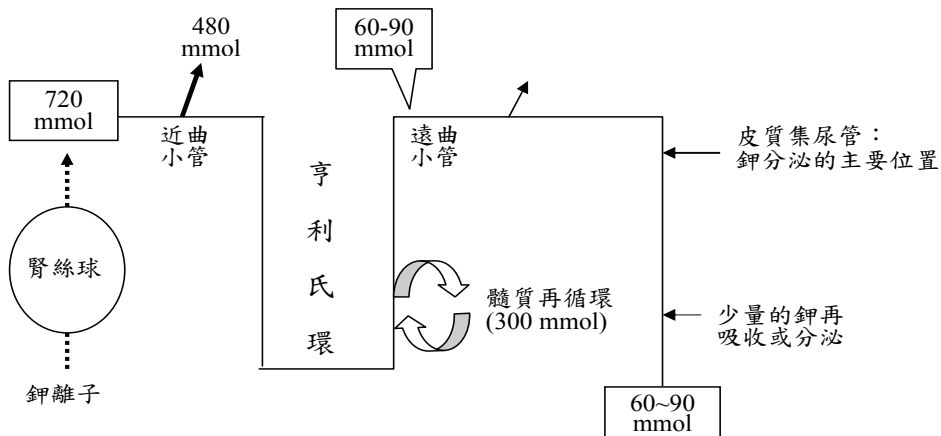 480
mmol
60-90
mmol
720
mmol
近曲
小管
遠曲
小管
皮質集尿管：
鉀分泌的主要位置
亨
利
氏
環
腎絲球
髓质再循環
(300 mmol)
少量的鉀再
吸收或分泌
鉀離子
60~90
mmol